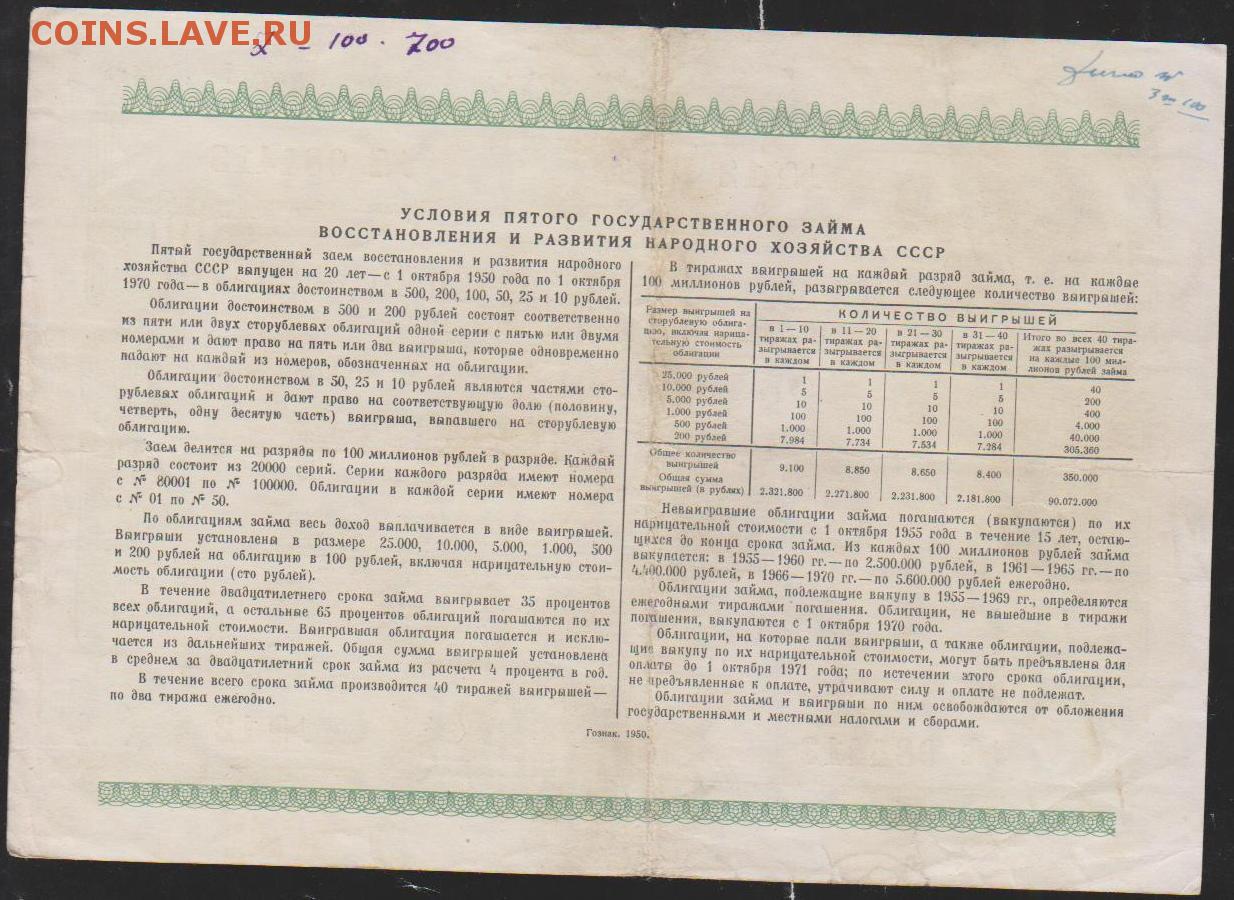 COINS.LAVE.RU
2 - 100 - 700
3 100
УСЛОВИЯ ПЯТОГО ГОСУДАРСТВЕННОГО ЗАЙМА
ВОССТАНОВЛЕНИЯ И РАЗВИТИЯ НАРОДНОГО ХОЗЯЙСТВА СССР
Пятый государственный заем восстановления и развития народного
хозяйства СССР выпущен на 20 лет—с 1 октября 1950 года по 1 октября
1970 года—в облигациях достоинством в 500, 200, 100, 50, 25 и 10 рублей.
Облигации достоинством в 500 и 200 рублей состоят соответственно
из пяти или двух сторублевых облигаций одной серии с пятью или двумя
номерами и дают право на пять или два выигрыша, которые одновременно
падают на каждый из номеров, обозначенных на облигации.
Облигации достоинством в 50, 25 и 10 рублей являются частями сто-
рублевых облигаций и дают право на соответствующую долю (половину,
четверть, одну десятую часть) выигрыша, выпавшего на сторублевую
облигацию.
Заем делится на разряды по 100 миллионов рублей в разряде. Каждый
разряд состоит из 20000 серий. Серии каждого разряда имеют номера
с № 80001 по № 100000. Облигации в каждой серии имеют номера
с № 01 по № 50.
По облигациям займа весь доход выплачивается в виде выигрышей.
Выигрыши установлены в размере 25.000, 10.000, 5.000, 1.000, 500
и 200 рублей на облигацию в 100 рублей, включая нарицательную стои-
мость облигации (сто рублей).
В течение двадцатилетнего срока займа выигрывает 35 процентов
всех облигаций, а остальные 65 процентов облигаций погашаются по их
нарицательной стоимости. Выигравшая облигация погашается и исклю-
чается из дальнейших тиражей. Общая сумма выигрышей установлена
в среднем за двадцатилетний срок займа из расчета 4 процента в год.
В течение всего срока займа производится 40 тиражей выигрышей—
по два тиража ежегодно.
В тиражах выигрышей на каждый разряд займа, т. е. на каждые
100 миллионов рублей, разыгрывается следующее количество выигрышей:
Размер выигрышей на сторублевую облига-цию, включая нарица-тельную стоимость облигации
КОЛИЧЕСТВО ВЫИГРЫШЕЙ
в 1—10 тиражах ра-зыгрывается в каждом
в 11—20 тиражах ра-зыгрывается в каждом
в 21—30 тиражах ра-зыгрывается в каждом
в 31—40 тиражах ра-зыгрывается в каждом
Итого во всех 40 тира-жах разыгрывается на каждые 100 мил-лионов рублей займа
25.000 рублей 1 1 1 1 40
10.000 рублей 5 5 5 5 200
5.000 рублей 10 10 10 10 400
1.000 рублей 100 100 100 100 4.000
500 рублей 1.000 1.000 1.000 1.000 40.000
200 рублей 7.984 7.734 7.534 7.284 305.360
Общее количество
выигрышей 9.100 8.850 8.650 8.400 350.000
Общая сумма
выигрышей (в рублях) 2.321.800 2.271.800 2.231.800 2.181.800 90.072.000
Невыигравшие облигации займа погашаются (выкупаются) по их
нарицательной стоимости с 1 октября 1955 года в течение 15 лет, остаю-
щихся до конца срока займа. Из каждых 100 миллионов рублей займа
выкупается: в 1955—1960 гг.—по 2.500.000 рублей, в 1961—1965 гг.—по
4.400.000 рублей, в 1966—1970 гг.—по 5.600.000 рублей ежегодно.
Облигации займа, подлежащие выкупу в 1955—1969 гг., определяются
ежегодными тиражами погашения. Облигации, не вышедшие в тиражи
погашения, выкупаются с 1 октября 1970 года.
Облигации, на которые пали выигрыши, а также облигации, подлежа-
щие выкупу по их нарицательной стоимости, могут быть предъявлены для
оплаты до 1 октября 1971 года; по истечении этого срока облигации,
не предъявленные к оплате, утрачивают силу и оплате не подлежат.
Облигации займа и выигрыши по ним освобождаются от обложения
государственными и местными налогами и сборами.
Гознак. 1950.